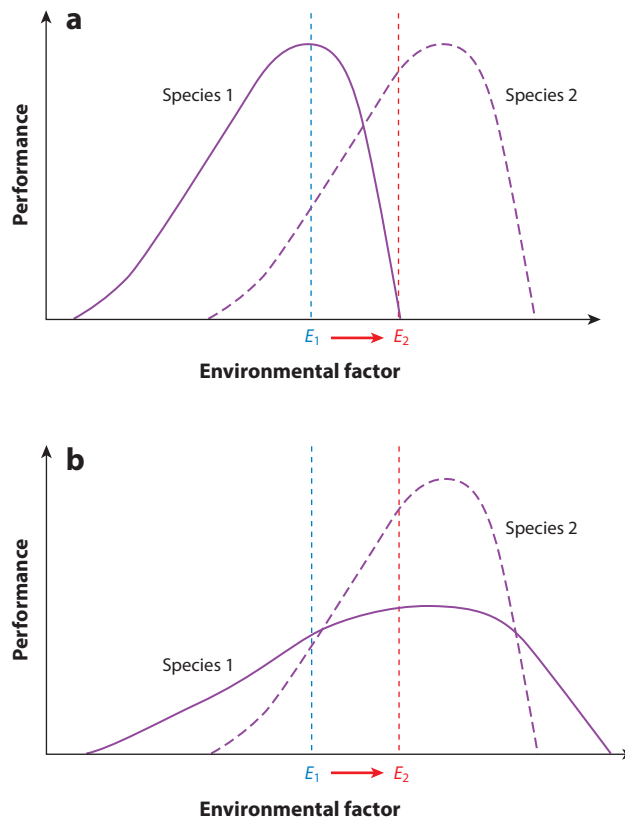 a
Species 1
Species 2
Performance
E1
E2
Environmental factor
b
Species 2
Species 1
Performance
E1
E2
Environmental factor